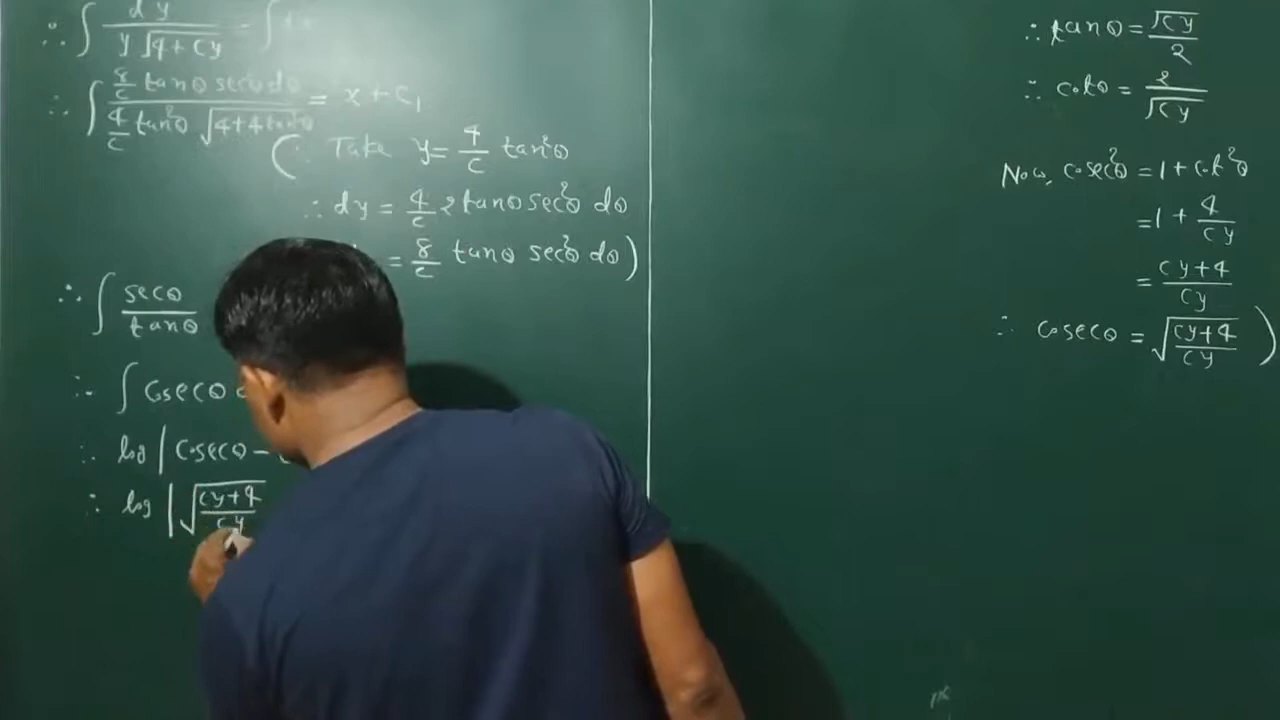 ∴ ∫ dy / y√4+cy = ∫ dx
∴ ∫ 8/c tanθ sec²θ dθ / 4/c tan²θ √4+4tan²θ = x + c₁
(∵ Take y = 4/c tan²θ
∴ dy = 4/c 2tanθ sec²θ dθ
= 8/c tanθ sec²θ dθ)
∴ ∫ secθ / tanθ
∴ ∫ Cosecθ
∴ log | Cosecθ −
∴ log | √cy+4 / cy
∴ tanθ = √cy / 2
∴ cotθ = 2 / √cy
Now, cosec²θ = 1 + cot²θ
= 1 + 4/cy
= cy+4 / cy
∴ cosecθ = √cy+4 / cy )